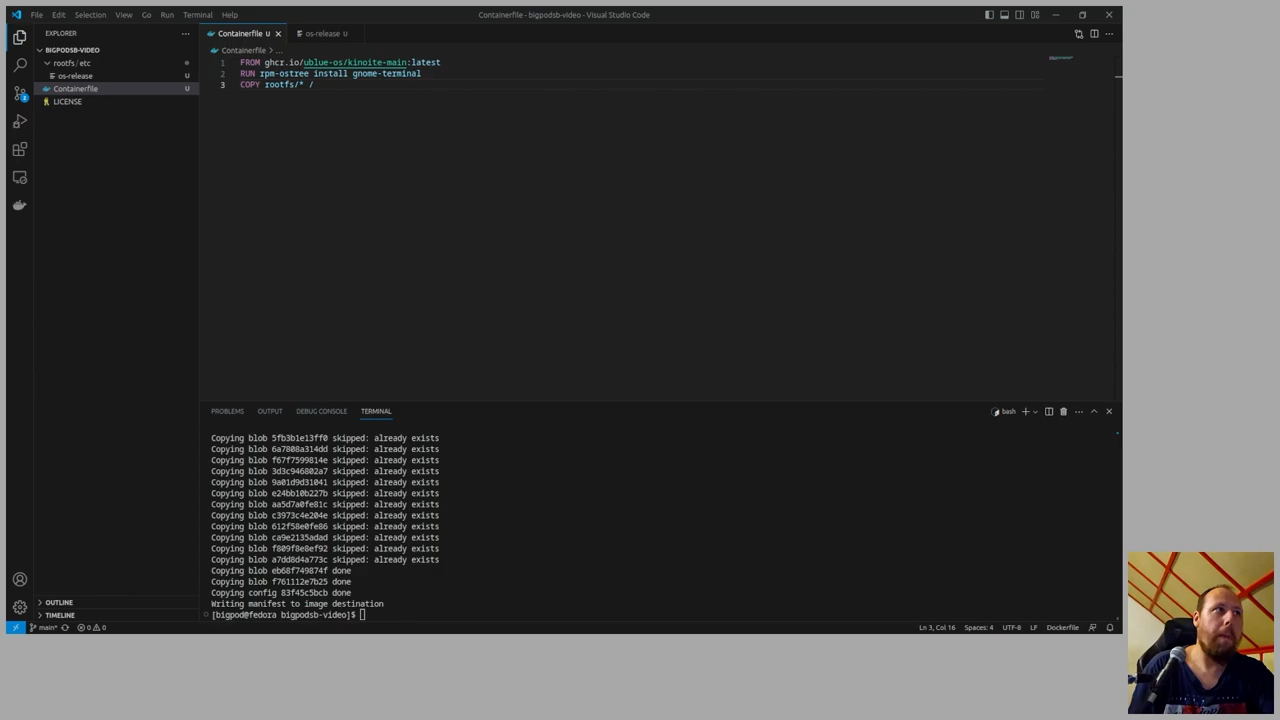 File Edit Selection View Go Run Terminal Help
Containerfile - bigpodsb-video - Visual Studio Code
EXPLORER
BIGPODSB-VIDEO
rootfs / etc
os-release U
Containerfile U
LICENSE
OUTLINE
TIMELINE
Containerfile U
os-release U
Containerfile > ...
1 FROM ghcr.io/ublue-os/kinoite-main:latest
2 RUN rpm-ostree install gnome-terminal
3 COPY rootfs/* /
PROBLEMS OUTPUT DEBUG CONSOLE TERMINAL
bash
Copying blob 5fb3b1e13ff0 skipped: already exists
Copying blob 6a7808a314dd skipped: already exists
Copying blob f67f7599814e skipped: already exists
Copying blob 3d3c946802a7 skipped: already exists
Copying blob 9a01d9d31041 skipped: already exists
Copying blob e24bb10b227b skipped: already exists
Copying blob aa5d7a0fe81c skipped: already exists
Copying blob c3973c4e204e skipped: already exists
Copying blob 612f58e0fe86 skipped: already exists
Copying blob ca9e2135adad skipped: already exists
Copying blob f809f8e8ef92 skipped: already exists
Copying blob a7dd8d4a773c skipped: already exists
Copying blob eb68f749874f done
Copying blob f761112e7b25 done
Copying config 83f45c5bcb done
Writing manifest to image destination
[bigpod@fedora bigpodsb-video]$
main* 0 0
Ln 3, Col 16 Spaces: 4 UTF-8 LF Dockerfile